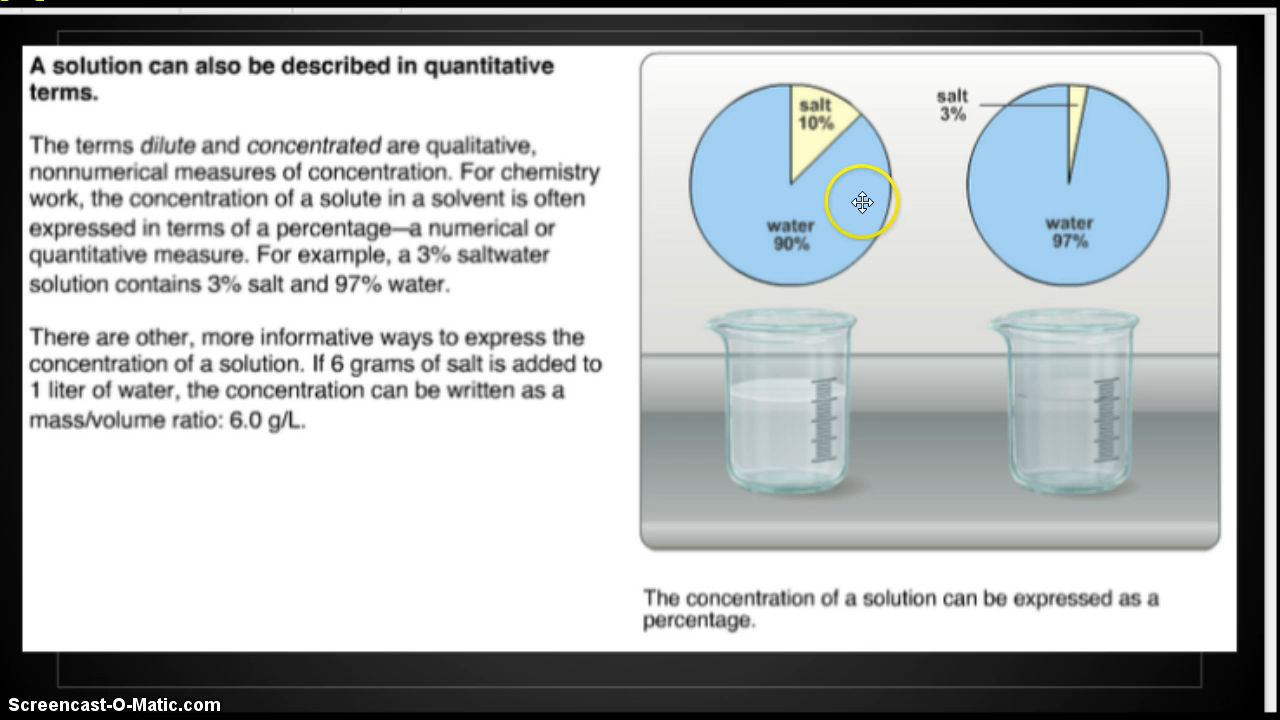 A solution can also be described in quantitative
terms.
The terms dilute and concentrated are qualitative,
nonnumerical measures of concentration. For chemistry
work, the concentration of a solute in a solvent is often
expressed in terms of a percentage—a numerical or
quantitative measure. For example, a 3% saltwater
solution contains 3% salt and 97% water.
There are other, more informative ways to express the
concentration of a solution. If 6 grams of salt is added to
1 liter of water, the concentration can be written as a
mass/volume ratio: 6.0 g/L.
salt
10%
water
90%
salt
3%
water
97%
The concentration of a solution can be expressed as a
percentage.
Screencast-O-Matic.com